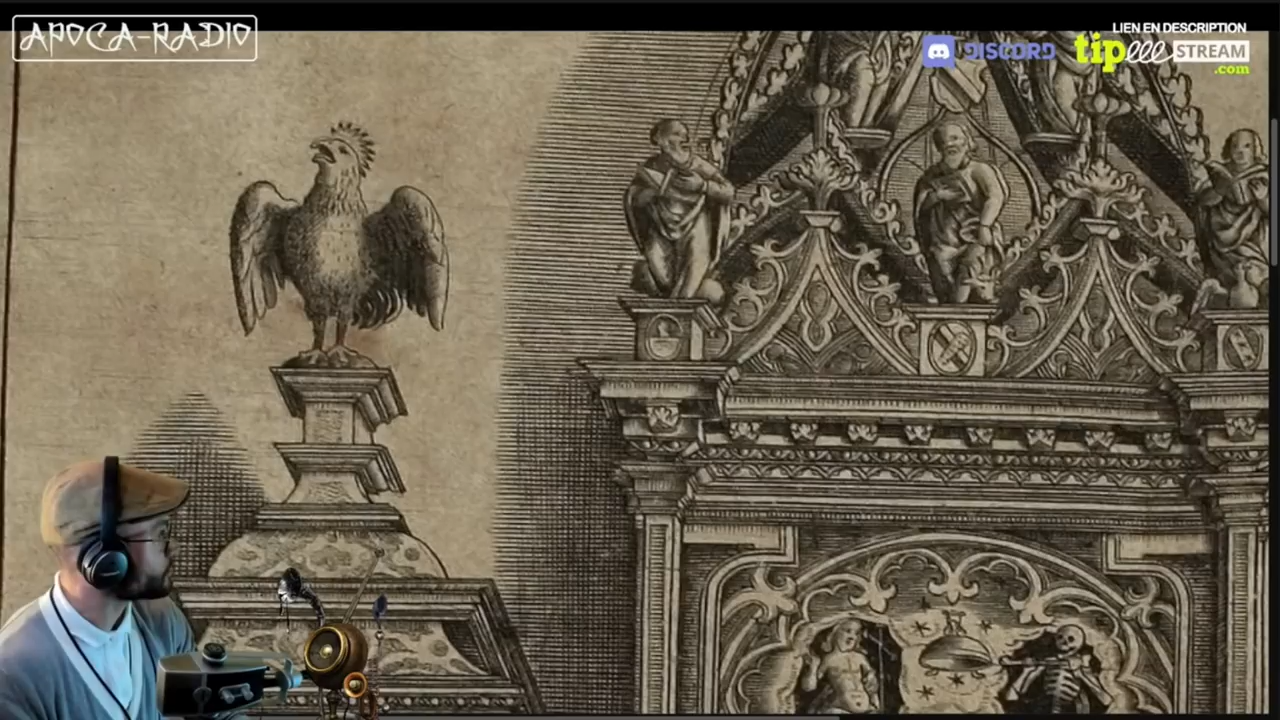 APOCA-RADIO
LIEN EN DESCRIPTION
DISCORD
tipeee STREAM
.com